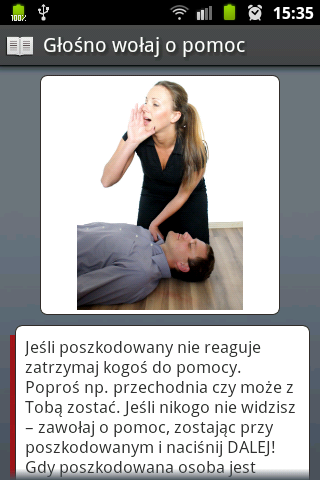 100%
15:35
Głośno wołaj o pomoc
Jeśli poszkodowany nie reaguje
zatrzymaj kogoś do pomocy.
Poproś np. przechodnia czy może z
Tobą zostać. Jeśli nikogo nie widzisz
– zawołaj o pomoc, zostając przy
poszkodowanym i naciśnij DALEJ!
Gdy poszkodowana osoba jest